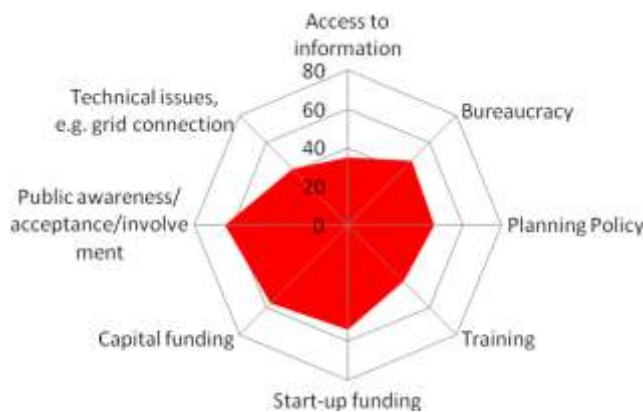 Access to
information
80
Technical issues,
e.g. grid connection
Bureaucracy
60
40
20
Public awareness/
acceptance/involve
ment
0
Planning Policy
Capital funding
Training
Start-up funding